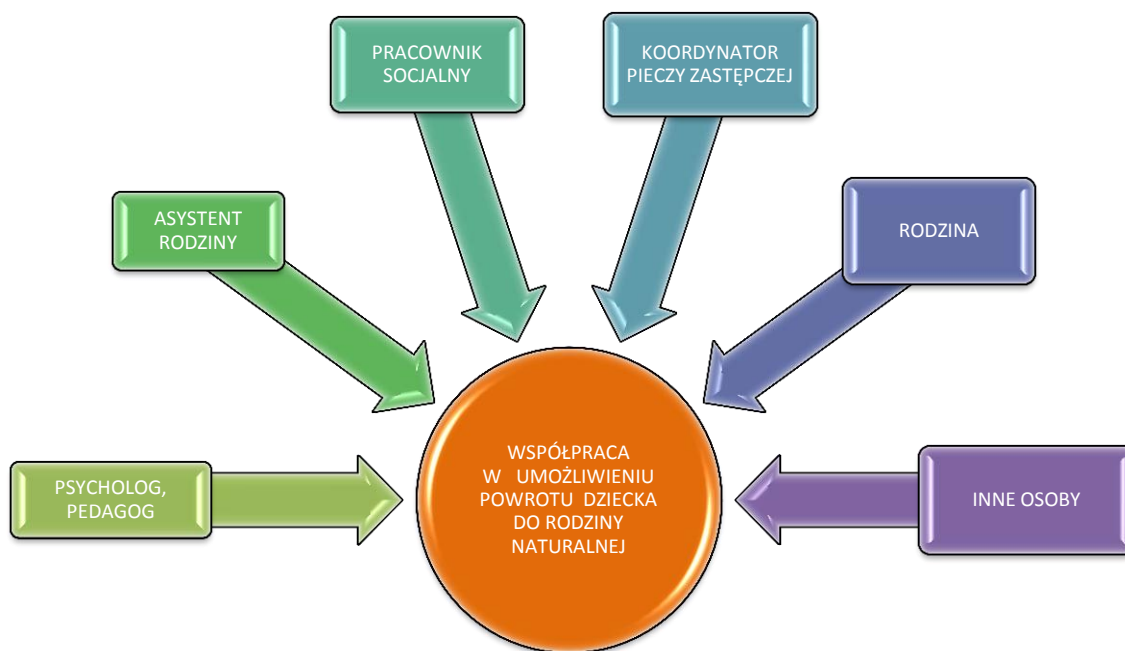 PRACOWNIK
SOCJALNY
KOORDYNATOR
PIECZY ZASTĘPCZEJ
ASYSTENT
RODZINY
RODZINA
PSYCHOLOG,
PEDAGOG
WSPÓŁPRACA
W UMOŻLIWIENIU
POWROTU DZIECKA
DO RODZINY
NATURALNEJ
INNE OSOBY